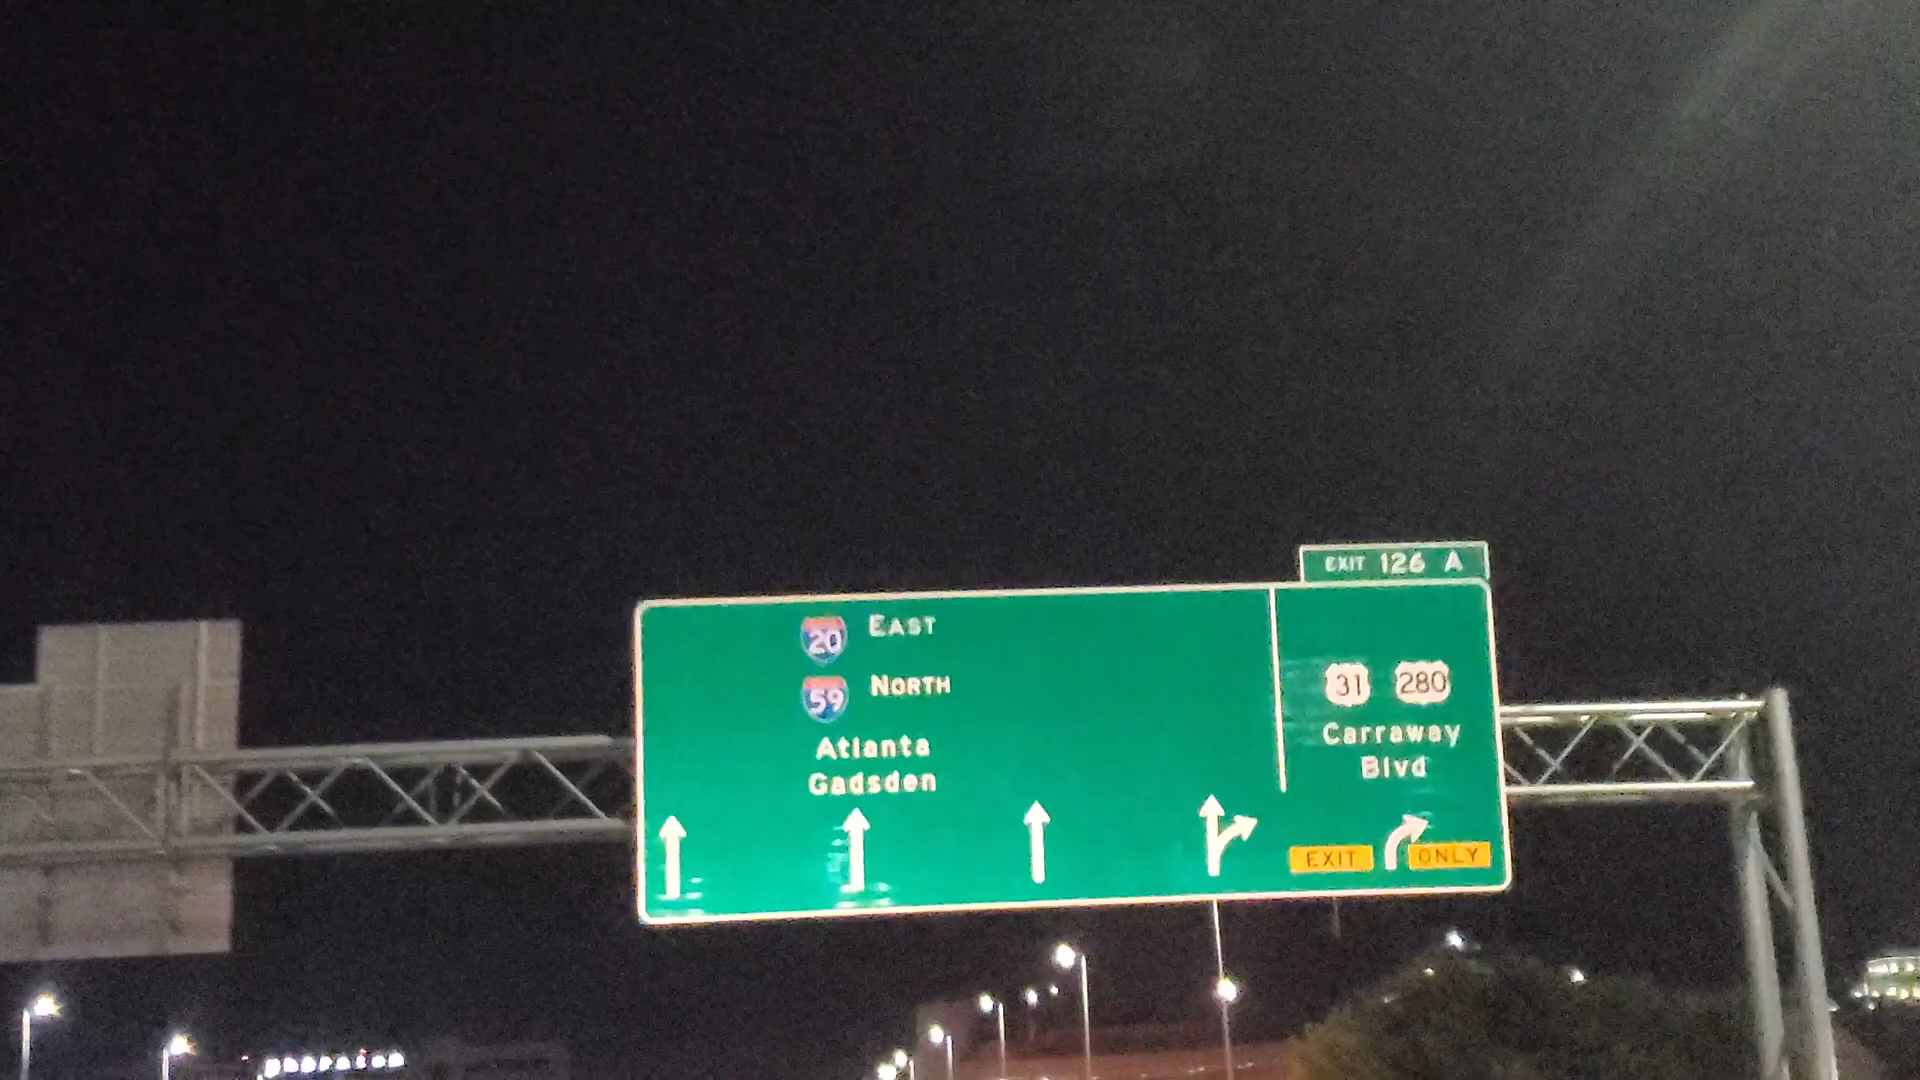 EXIT 126 A
20 EAST
59 NORTH
Atlanta
Gadsden
31 280
Carraway
Blvd
EXIT ONLY